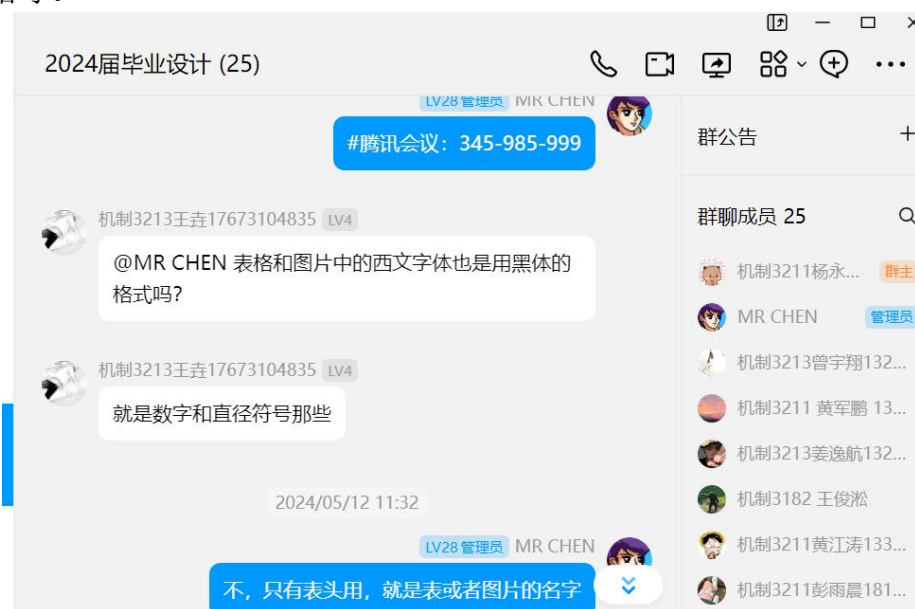 2024届毕业设计 (25)
LV28 管理员 MR CHEN
#腾讯会议：345-985-999
机制3213王垚17673104835 LV4
@MR CHEN 表格和图片中的西文字体也是用黑体的
格式吗?
机制3213王垚17673104835 LV4
就是数字和直径符号那些
2024/05/12 11:32
LV28 管理员 MR CHEN
不，只有表头用，就是表或者图片的名字
群公告
群聊成员 25
机制3211杨永... 群主
MR CHEN 管理员
机制3213曾宇翔132...
机制3211 黄军鹏 13...
机制3213姜逸航132...
机制3182 王俊淞
机制3211黄江涛133...
机制3211彭雨晨181...